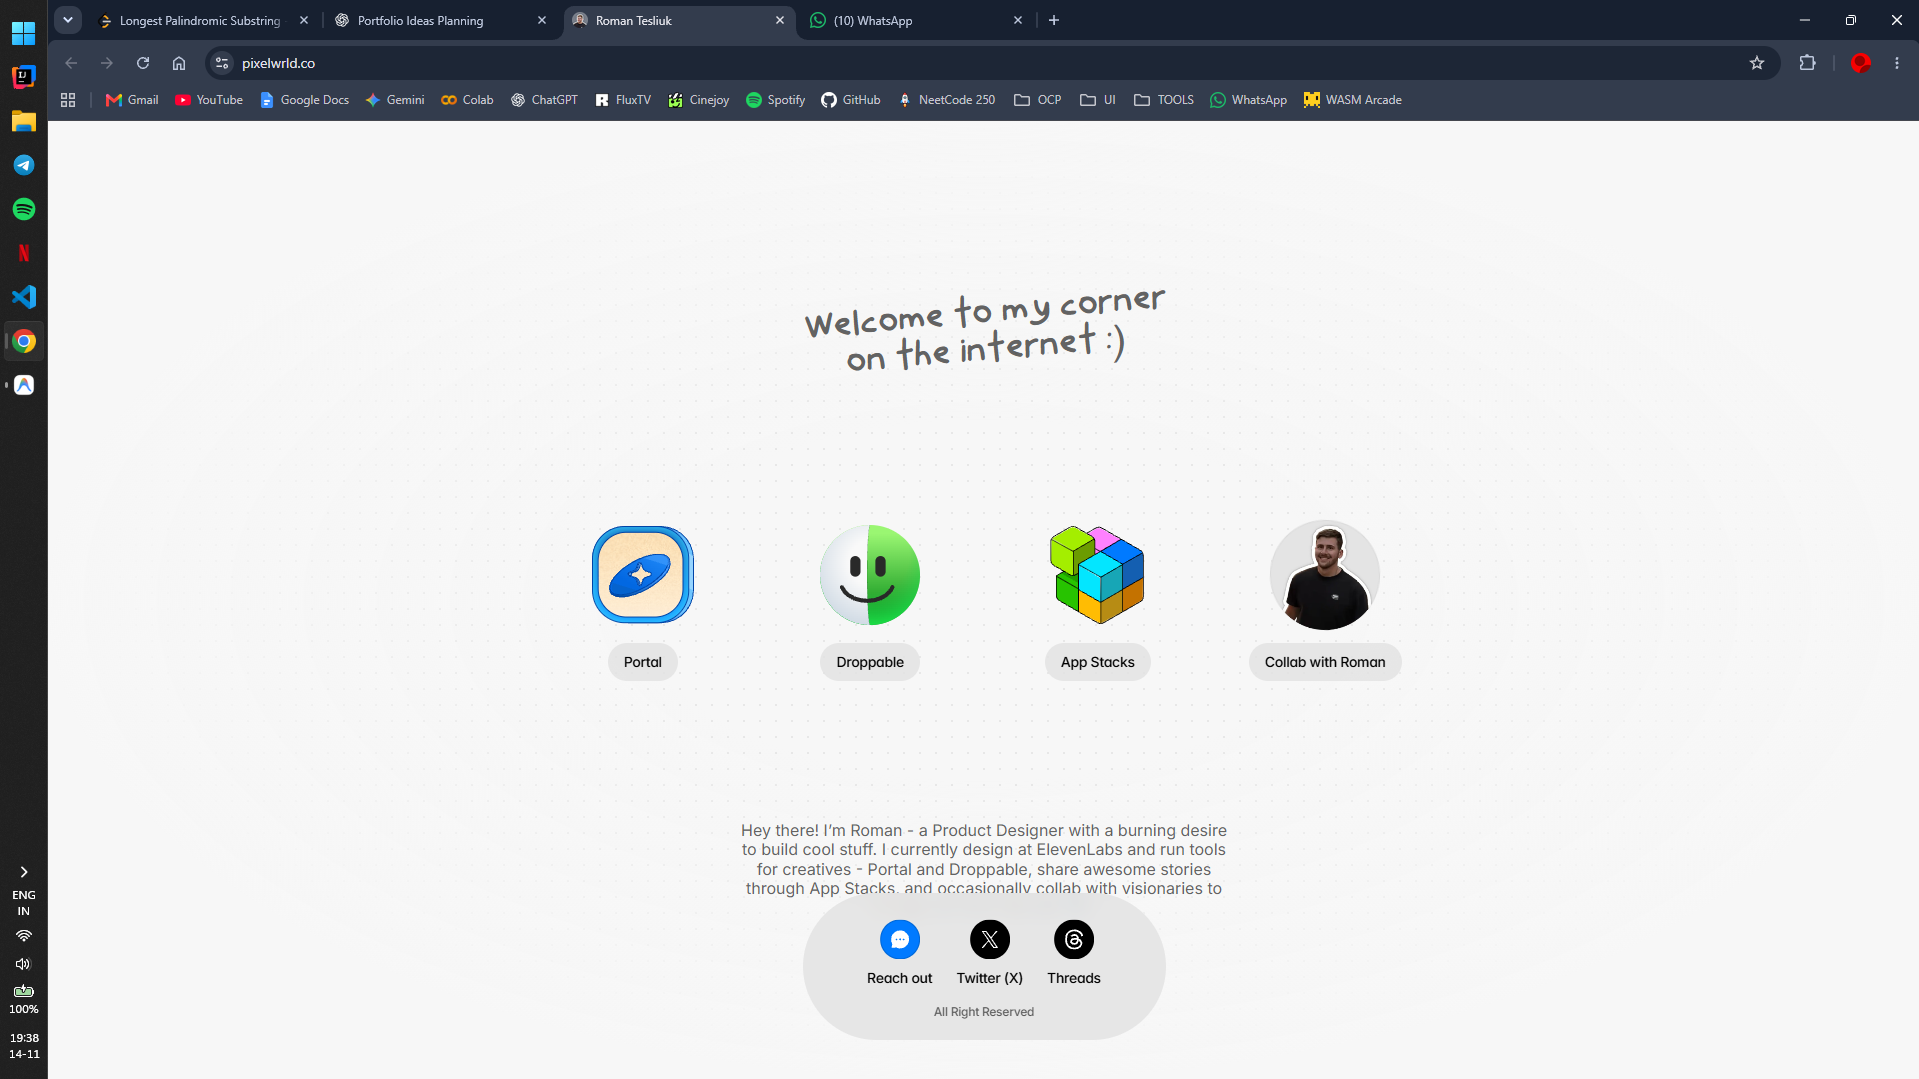 Longest Palindromic Substring
Portfolio Ideas Planning
Roman Tesliuk
(10) WhatsApp
pixelwrld.co
Gmail
YouTube
Google Docs
Gemini
Colab
ChatGPT
FluxTV
Cinejoy
Spotify
GitHub
NeetCode 250
OCP
UI
TOOLS
WhatsApp
WASM Arcade
Welcome to my corner
on the internet :)
Portal
Droppable
App Stacks
Collab with Roman
Hey there! I’m Roman - a Product Designer with a burning desire
to build cool stuff. I currently design at ElevenLabs and run tools
for creatives - Portal and Droppable, share awesome stories
through App Stacks, and occasionally collab with visionaries to
Reach out
Twitter (X)
Threads
All Right Reserved
ENG
IN
100%
19:38
14-11